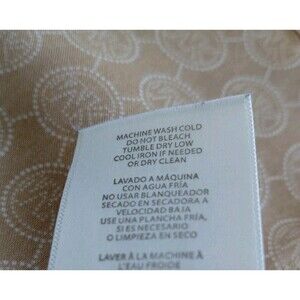 MACHINE WASH COLD
DO NOT BLEACH
TUMBLE DRY LOW
COOL IRON IF NEEDED
OR DRY CLEAN
LAVADO A MÁQUINA
CON AGUA FRÍA
NO USAR BLANQUEADOR
SECADO EN SECADORA A
VELOCIDAD BAJA
USE UNA PLANCHA FRÍA,
SI ES NECESARIO
O LIMPIEZA EN SECO
LAVER À LA MACHINE À
L'EAU FROIDE